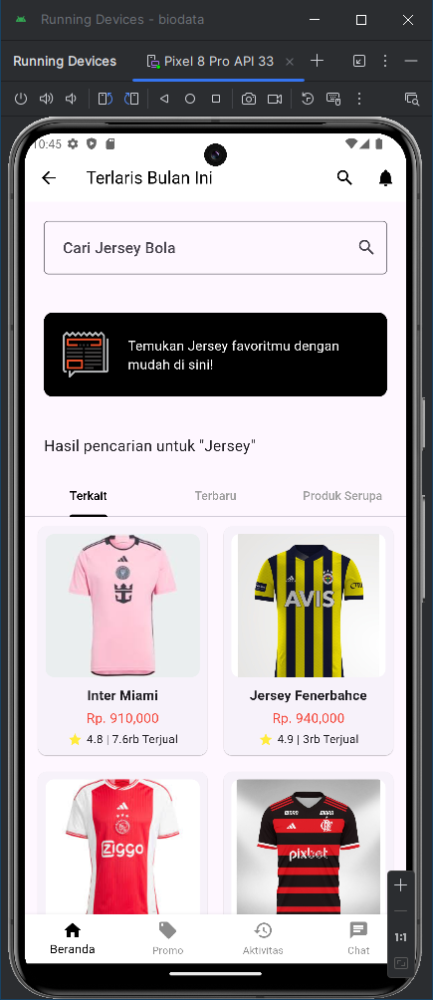 Running Devices - biodata
Running Devices
Pixel 8 Pro API 33
10:45
Terlaris Bulan Ini
Cari Jersey Bola
Temukan Jersey favoritmu dengan
mudah di sini!
Hasil pencarian untuk "Jersey"
Terkait
Terbaru
Produk Serupa
AVIS
Inter Miami
Rp. 910,000
4.8 | 7.6rb Terjual
Jersey Fenerbahce
Rp. 940,000
4.9 | 3rb Terjual
ziggo
pixbet
1:1
Beranda
Promo
Aktivitas
Chat